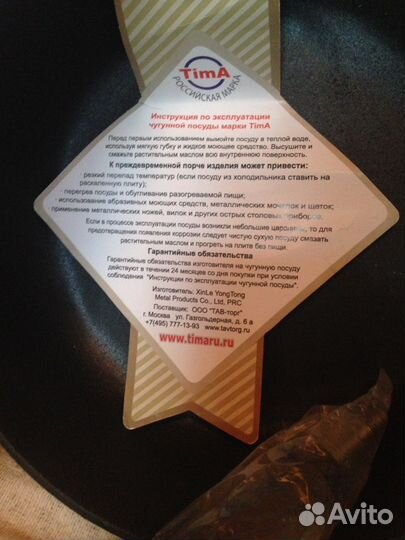 TimA
РОССИЙСКАЯ МАРКА
Инструкция по эксплуатации
чугунной посуды марки TimA
Перед первым использованием вымойте посуду в теплой воде,
используя мягкую губку и жидкое моющее средство. Высушите и
смажьте растительным маслом всю внутреннюю поверхность.
К преждевременной порче изделия может привести:
резкий перепад температур (если посуду из холодильника ставить на
раскаленную плиту);
перегрев посуды и обугливание разогреваемой пищи;
- использование абразивных моющих средств, металлических мочалок и щеток;
применение металлических ножей, вилок и других острых столовых приборов.
Если в процессе эксплуатации посуды возникли небольшие царапины, то для
предотвращения появления коррозии следует чистую сухую посуду смазать
растительным маслом и прогреть на плите без пищи.
Гарантийные обязательства
Гарантийные обязательства изготовителя на чугунную посуду
действуют в течении 24 месяцев со дня покупки при условии
соблюдения "Инструкции по эксплуатации чугунной посуды".
Изготовитель: XinLe YongTong
Metal Products Co., Ltd, PRC
Поставщик: ООО "ТАВ-торг"
г. Москва ул. Газгольдерная, д. 6 а
+7(495) 777-13-93 www.tavtorg.ru
www.timaru.ru
Avito